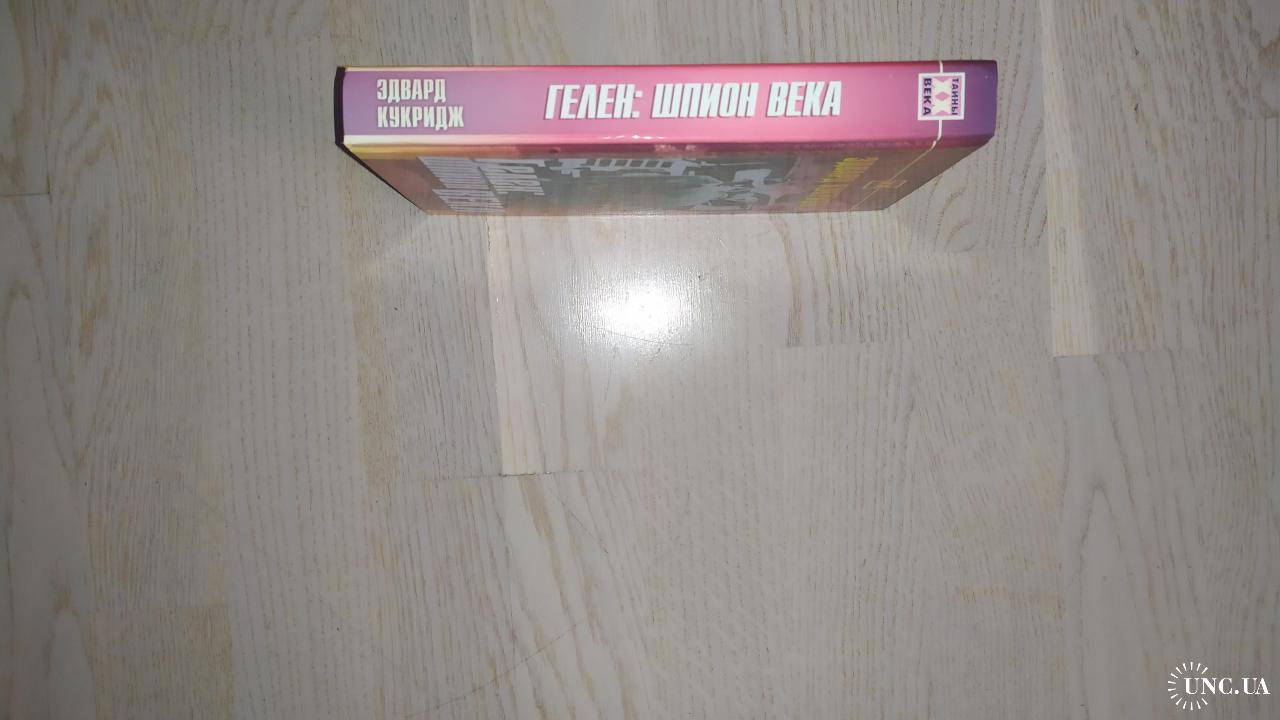 ЭДВАРД
КУКРИДЖ
ГЕЛЕН: ШПИОН ВЕКА
ТАЙНЫ
XX
ВЕКА
UNC.UA